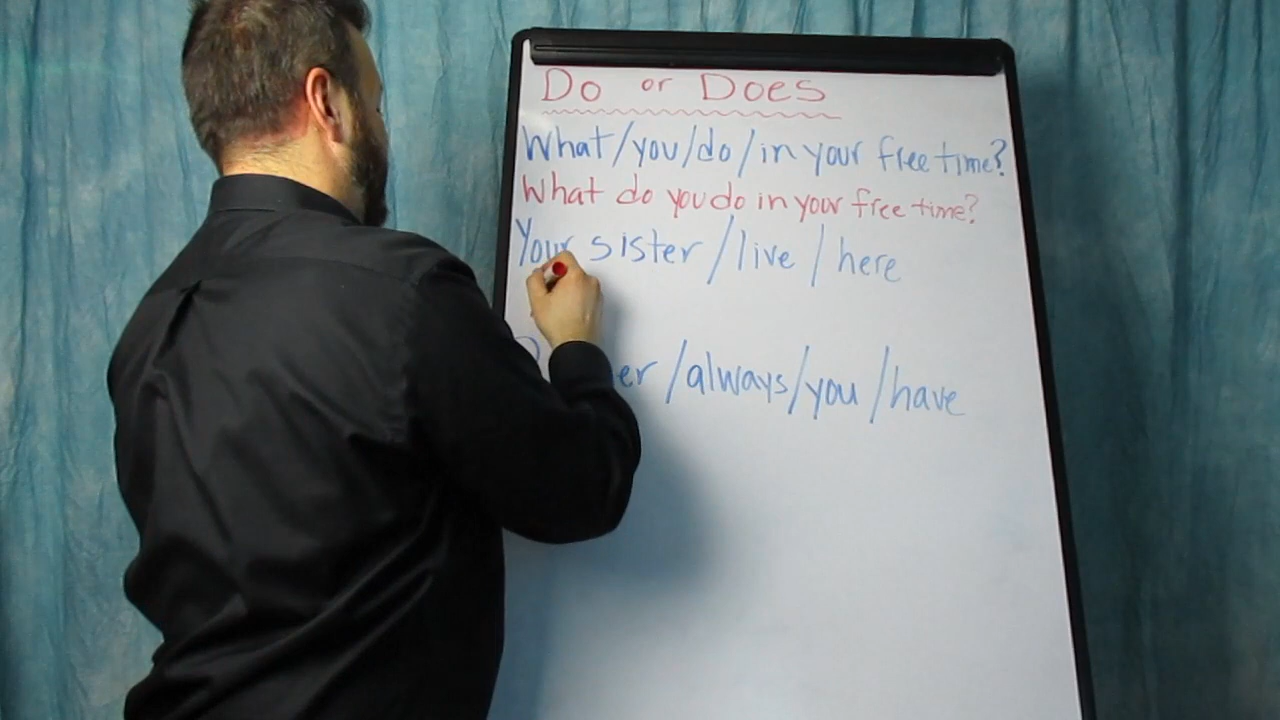 Do or Does
What/you/do/in your free time?
What do you do in your free time?
Your sister/live/here
/always/you/have